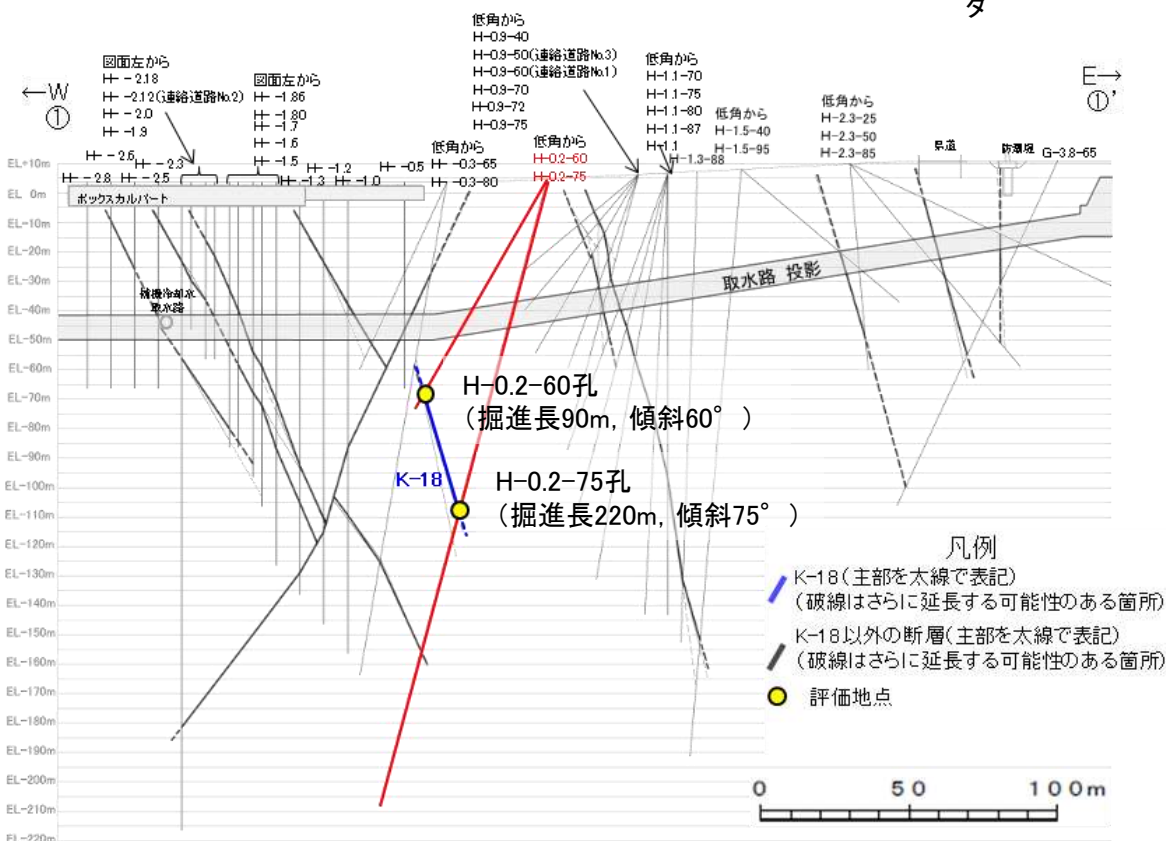 タ
低角から
H-0.9-40
H-0.9-50(連絡道路No.3)
H-0.9-60(連絡道路No.1)
H-0.9-70
H-0.9-72
H-0.9-75
図面左から
H- -2.18
H- -2.12(連絡道路No.2)
H- -2.0
H- -1.9
図面左から
H- -1.86
H- -1.80
H- -1.7
H- -1.6
H- -1.5
低角から
H-1.1-70
H-1.1-75
H-1.1-80
H-1.1-87
H-1.1
低角から
H-1.5-40
H-1.5-95
低角から
H-2.3-25
H-2.3-50
H-2.3-85
←W
①
E→
①'
県道
防潮堤
G-3.8-65
H- -2.6
H- -2.3
H- -2.8
H- -2.5
H- -1.2
H- -1.3
H- -1.0
H- -0.5
低角から
H-0.3-65
H-0.3-80
低角から
H-0.2-60
H-0.2-75
H-1.3-88
ボックスカルバート
補機冷却水
取水路
取水路 投影
EL+10m
EL 0m
EL-10m
EL-20m
EL-30m
EL-40m
EL-50m
EL-60m
EL-70m
EL-80m
EL-90m
EL-100m
EL-110m
EL-120m
EL-130m
EL-140m
EL-150m
EL-160m
EL-170m
EL-180m
EL-190m
EL-200m
EL-210m
EL-220m
H-0.2-60孔
(掘進長90m, 傾斜60° )
K-18
H-0.2-75孔
(掘進長220m, 傾斜75° )
凡例
K-18(主部を太線で表記)
(破線はさらに延長する可能性のある箇所)
K-18以外の断層(主部を太線で表記)
(破線はさらに延長する可能性のある箇所)
評価地点
0 50 100m